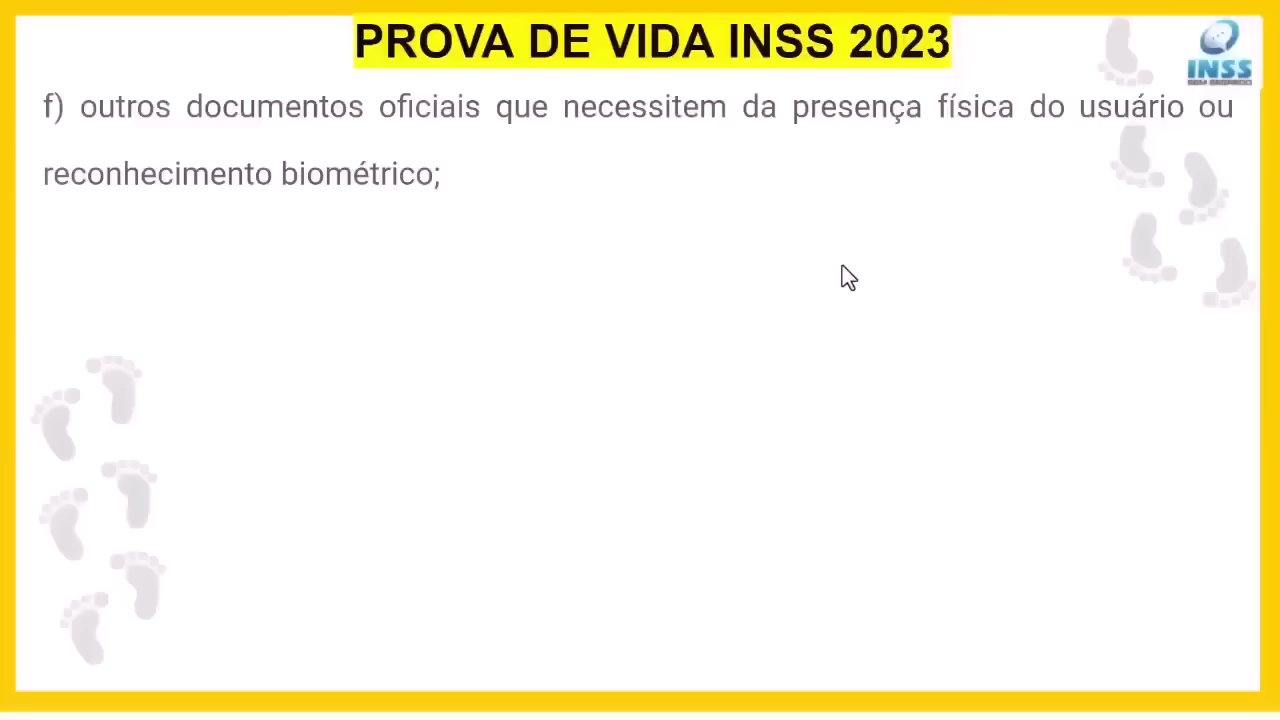 PROVA DE VIDA INSS 2023
INSS
f) outros documentos oficiais que necessitem da presença física do usuário ou
reconhecimento biométrico;